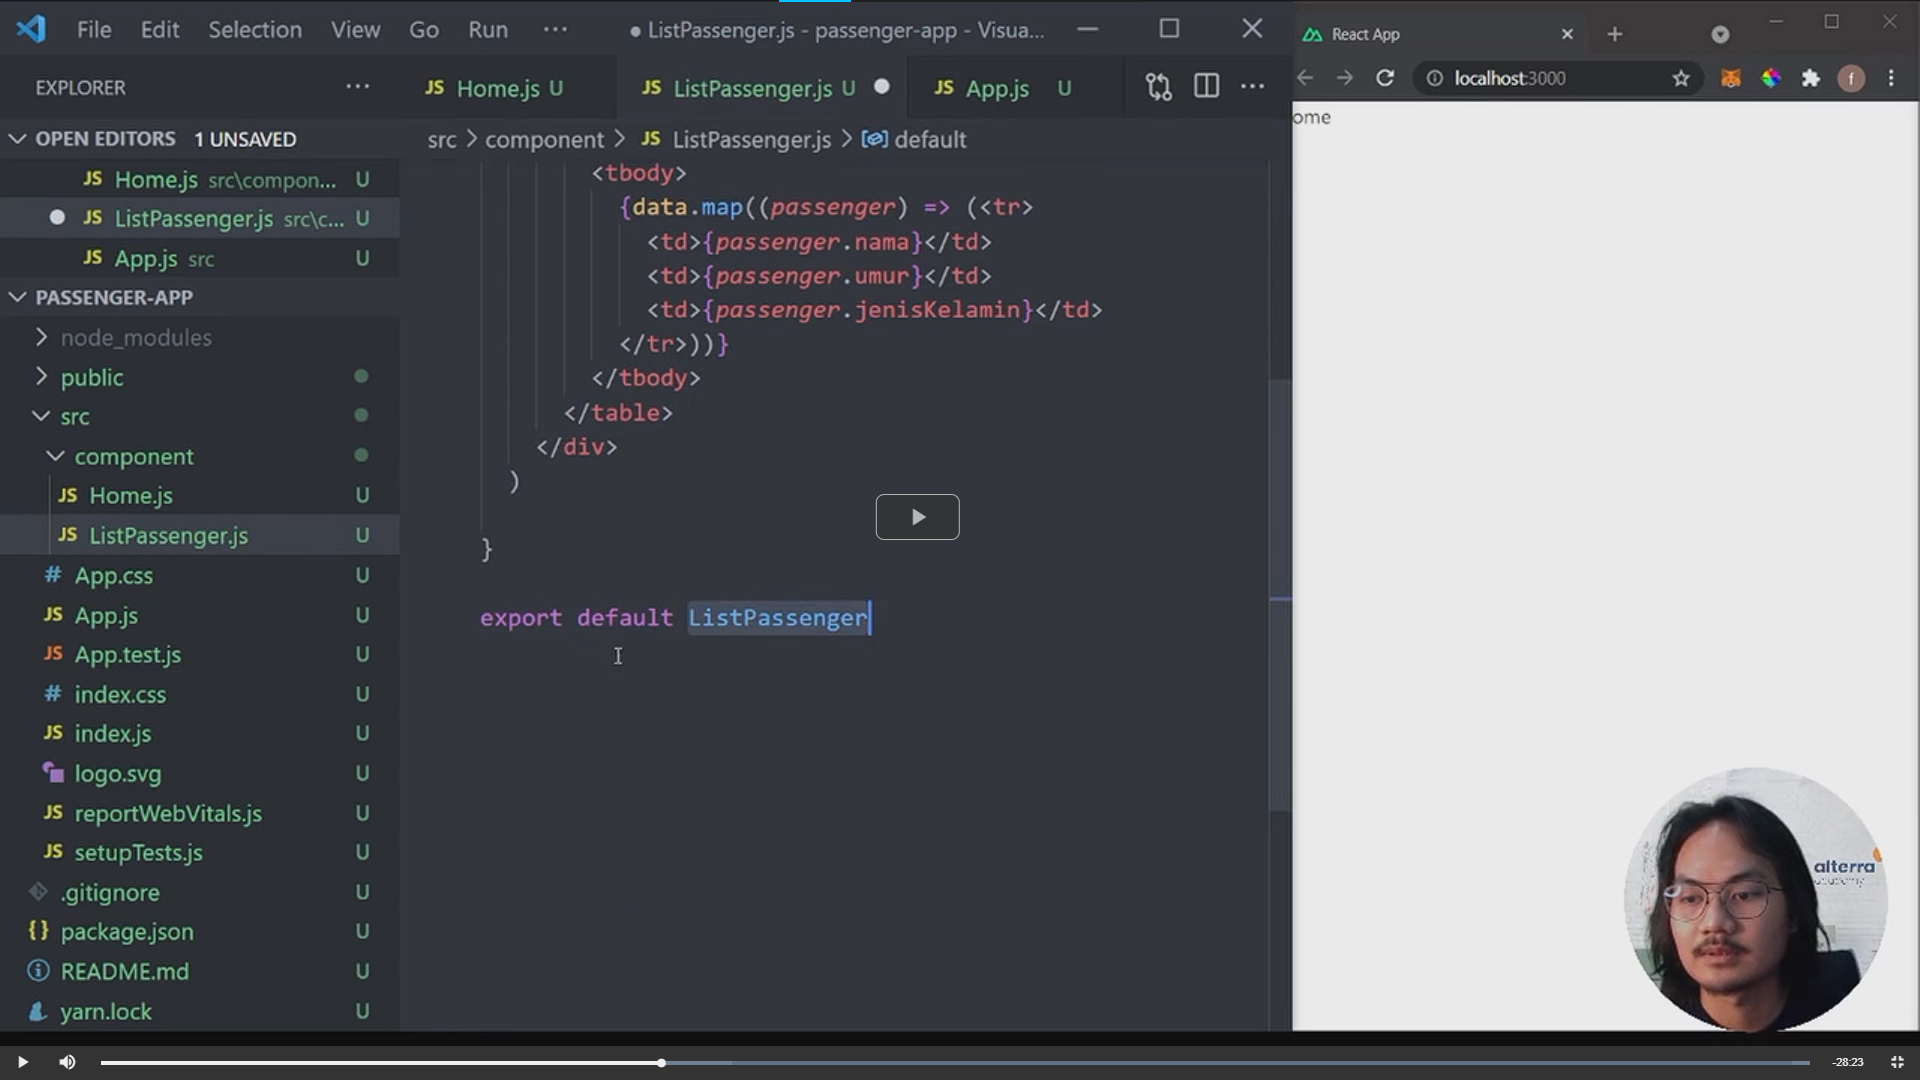 File Edit Selection View Go Run ··· ● ListPassenger.js - passenger-app - Visua...
EXPLORER ···
OPEN EDITORS 1 UNSAVED
JS Home.js src\compon... U
JS ListPassenger.js src\c... U
JS App.js src U
PASSENGER-APP
node_modules
public
src
component
JS Home.js U
JS ListPassenger.js U
# App.css U
JS App.js U
JS App.test.js U
# index.css U
JS index.js U
logo.svg U
JS reportWebVitals.js U
JS setupTests.js U
.gitignore U
{} package.json U
README.md U
yarn.lock U
JS Home.js U
JS ListPassenger.js U ●
JS App.js U
src > component > JS ListPassenger.js > default
<tbody>
{data.map((passenger) => (<tr>
<td>{passenger.nama}</td>
<td>{passenger.umur}</td>
<td>{passenger.jenisKelamin}</td>
</tr>))}
</tbody>
</table>
</div>
)
}
export default ListPassenger
React App
localhost:3000
f
ome
alterra
academy
-28:23